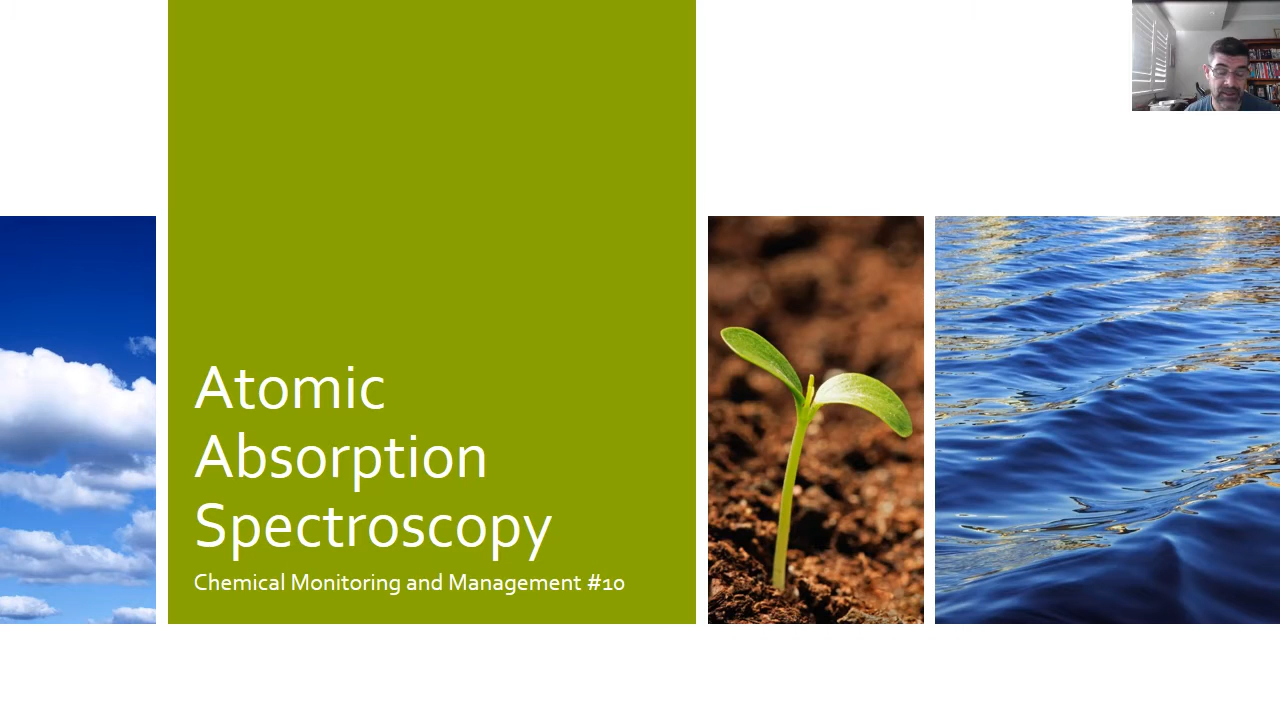 Atomic
Absorption
Spectroscopy
Chemical Monitoring and Management #10